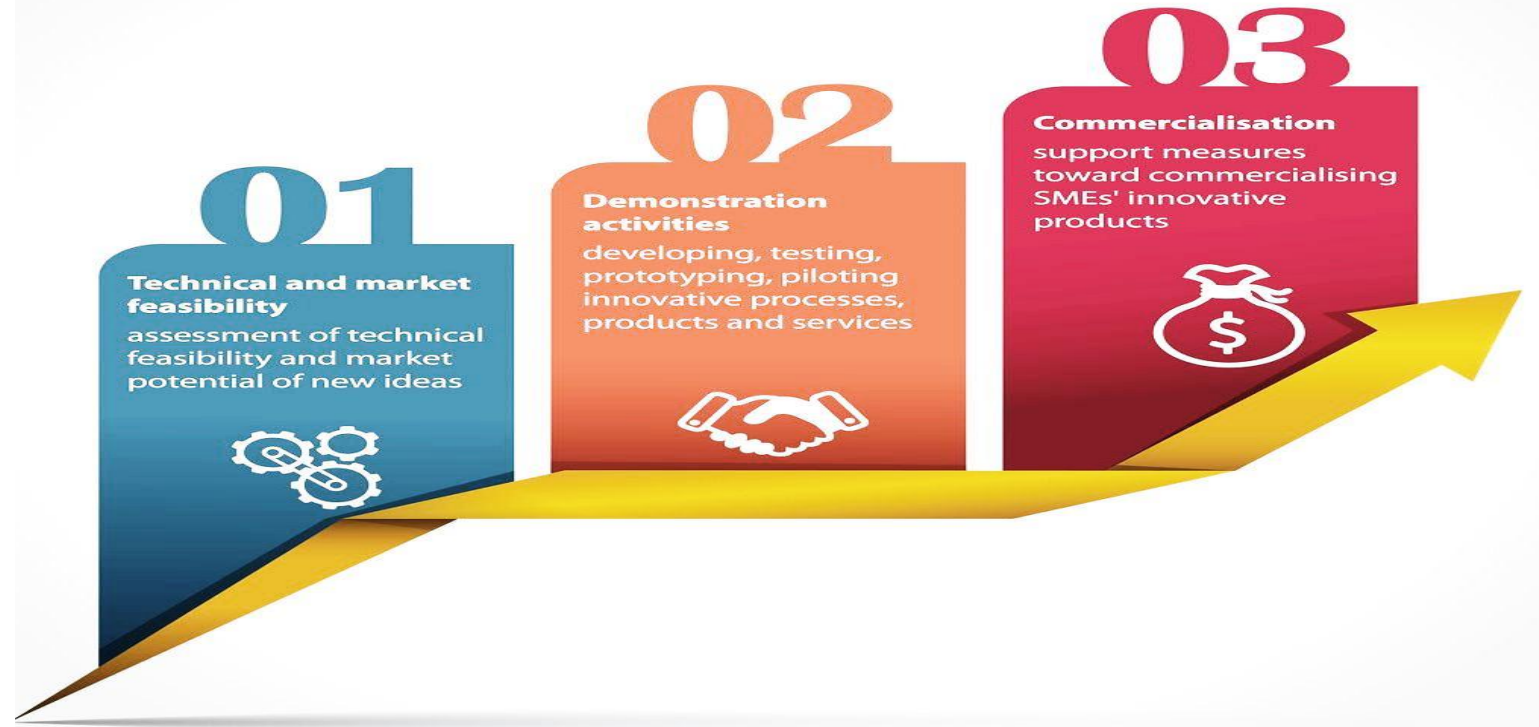 01
Technical and market
feasibility
assessment of technical
feasibility and market
potential of new ideas
02
Demonstration
activities
developing, testing,
prototyping, piloting
innovative processes,
products and services
03
Commercialisation
support measures
toward commercialising
SMEs' innovative
products
$